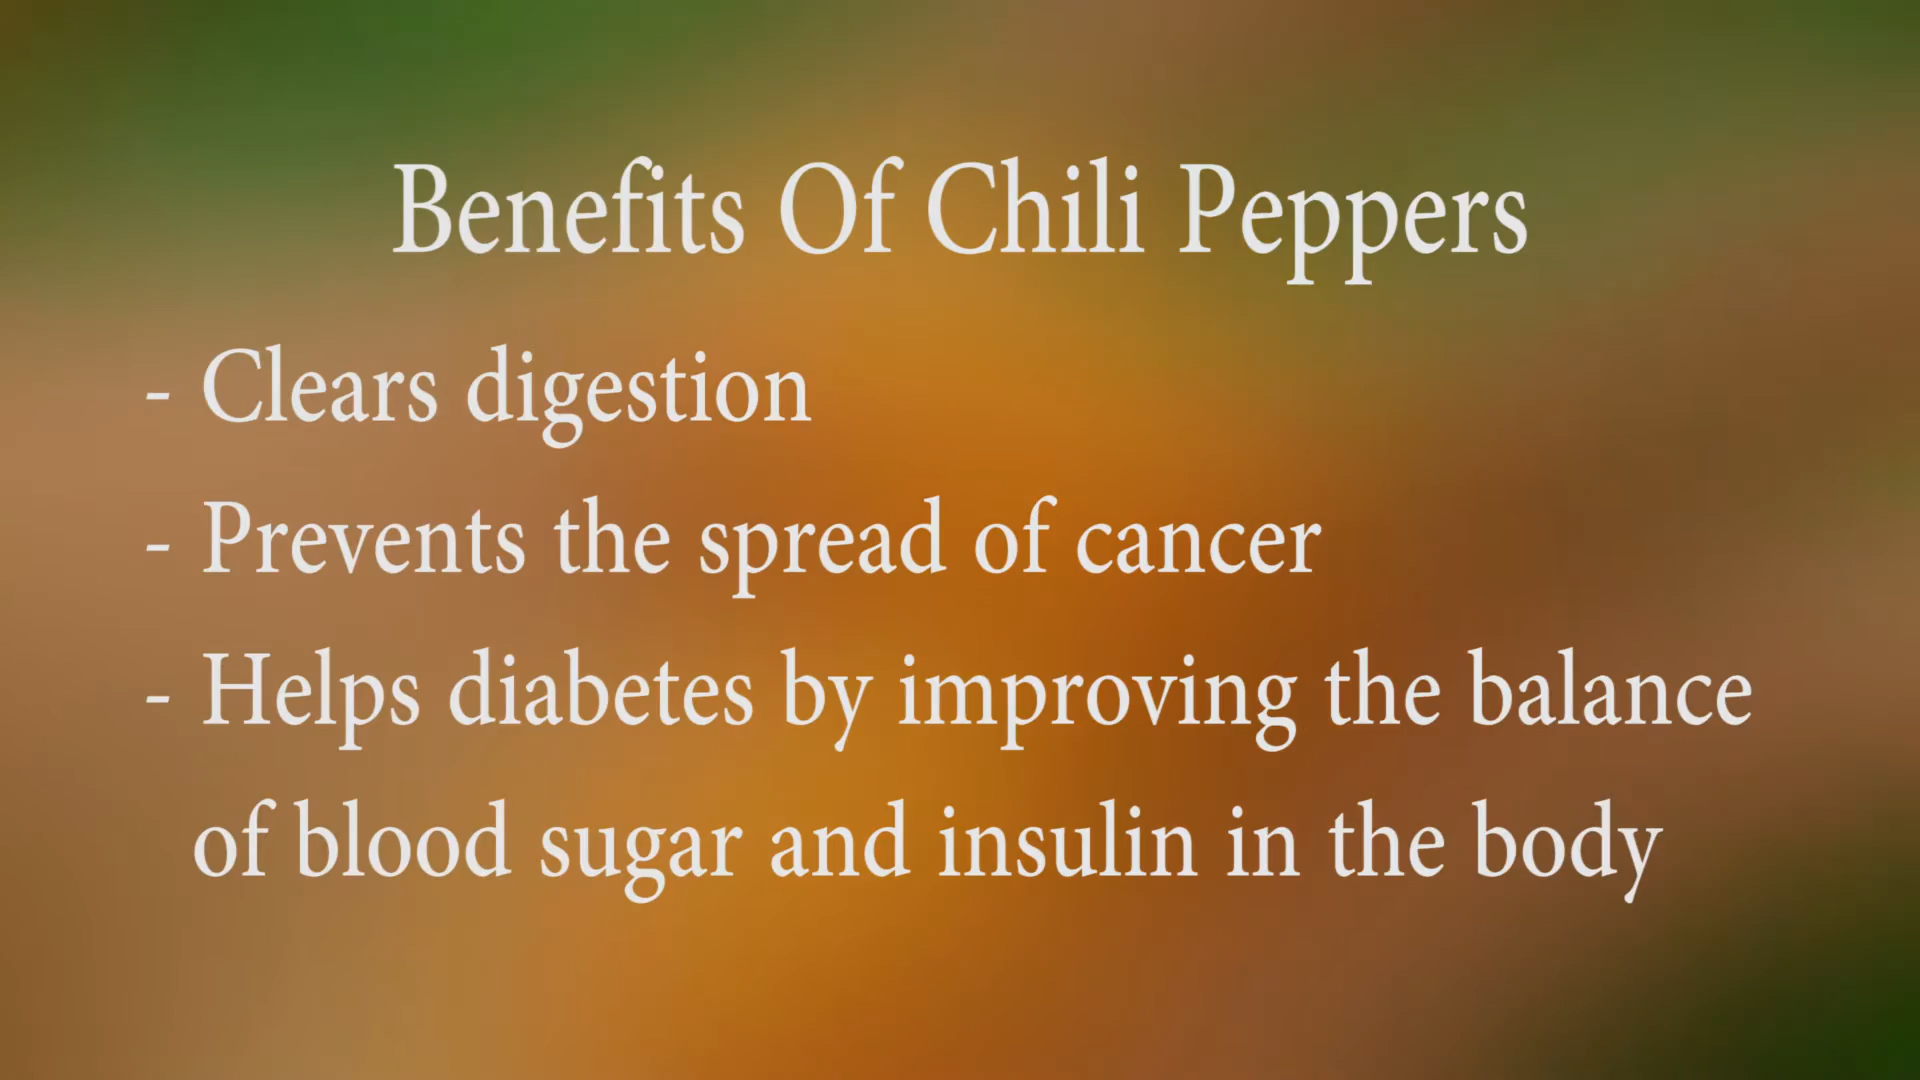 Benefits Of Chili Peppers
- Clears digestion
- Prevents the spread of cancer
- Helps diabetes by improving the balance
of blood sugar and insulin in the body